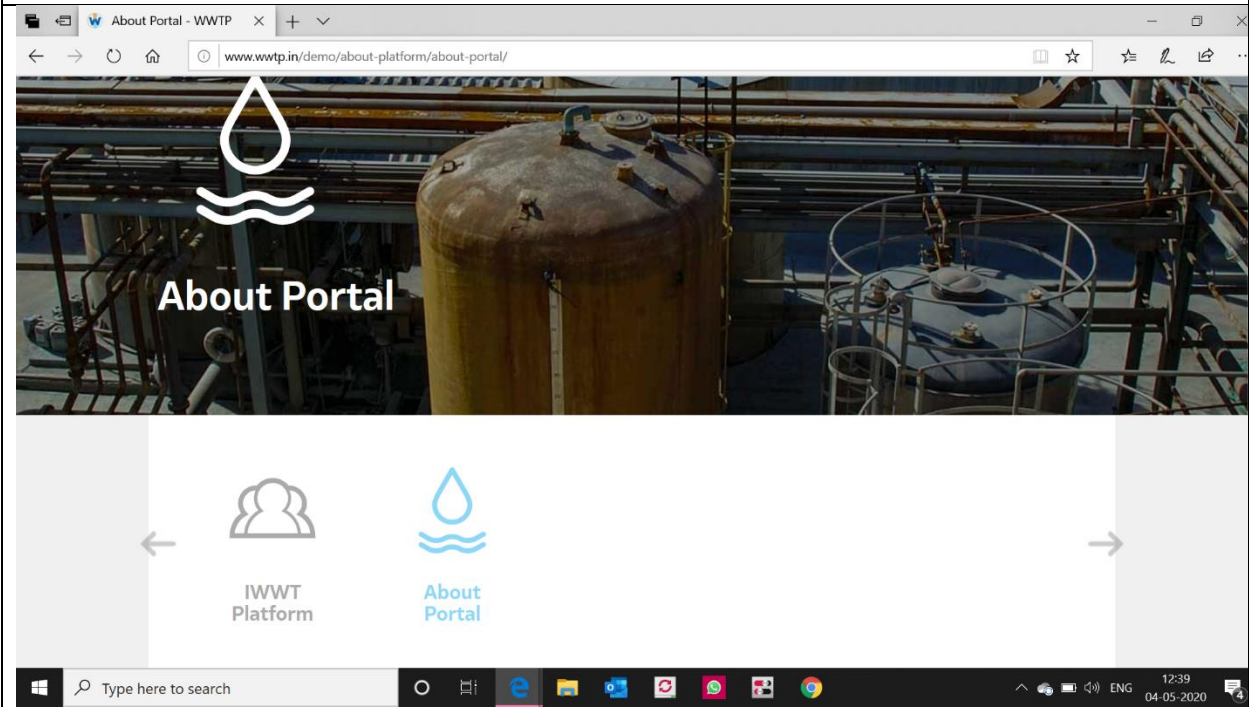 About Portal - WWTP
www.wwtp.in/demo/about-platform/about-portal/
About Portal
IWWT
Platform
About
Portal
Type here to search
ENG
12:39
04-05-2020
4